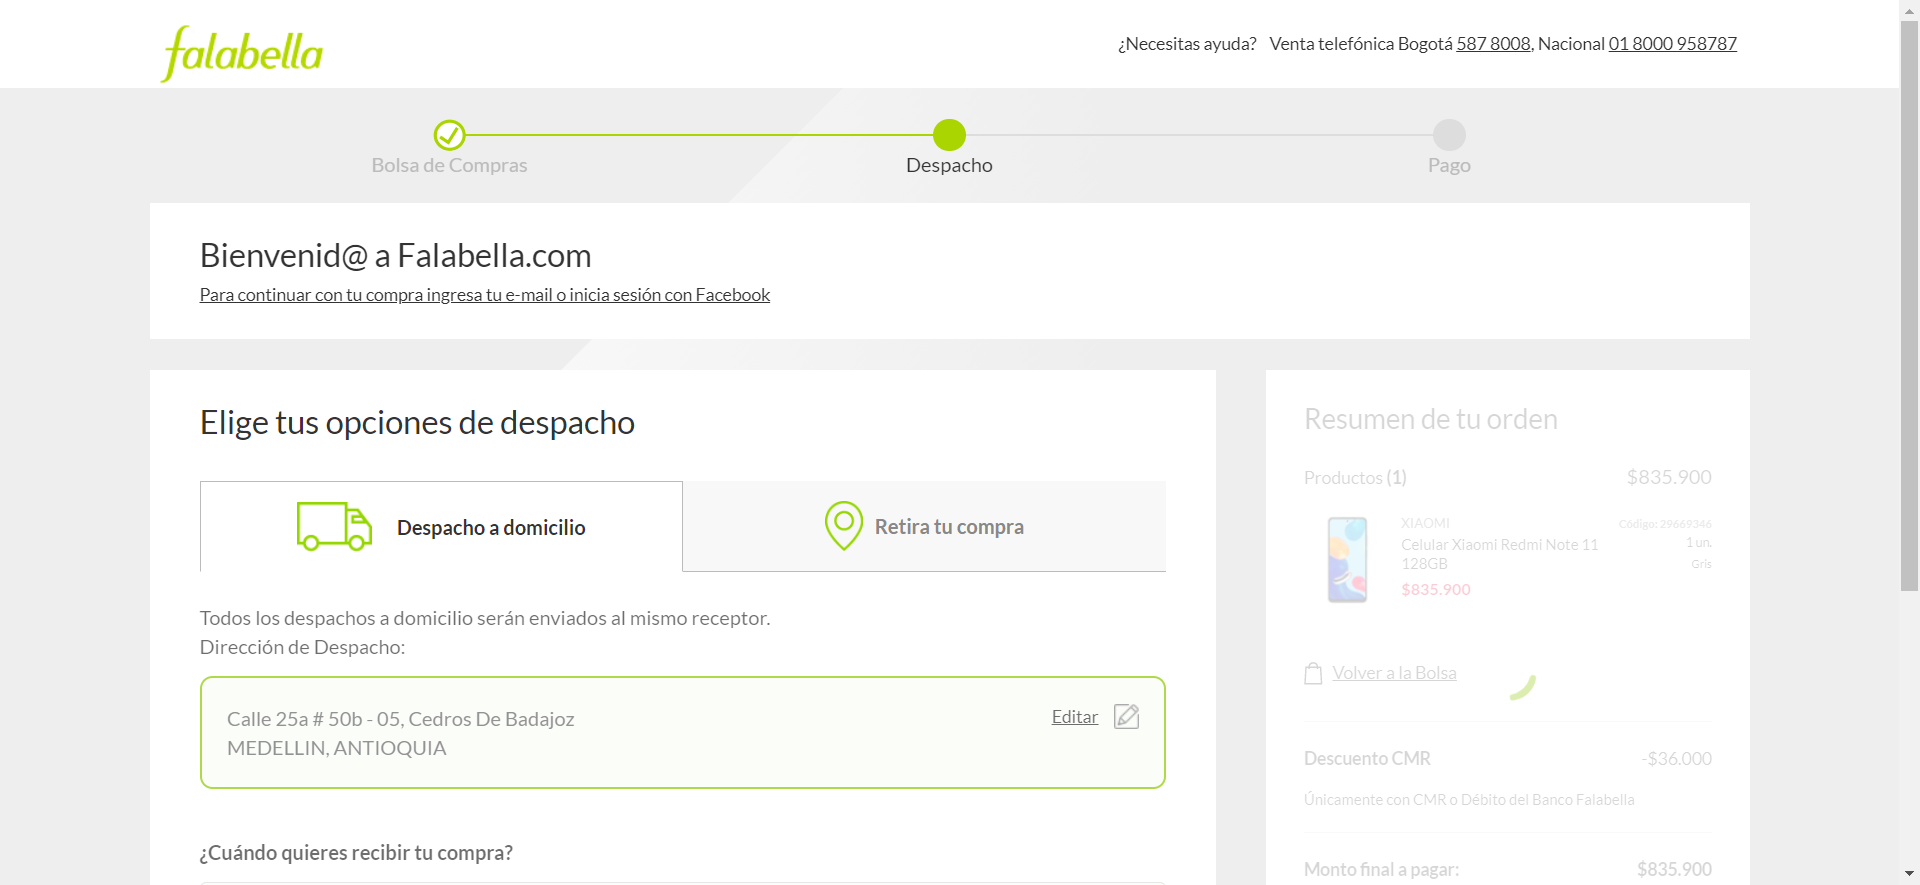 falabella
¿Necesitas ayuda? Venta telefónica Bogotá 587 8008, Nacional 01 8000 958787
Bolsa de Compras
Despacho
Pago
Bienvenid@ a Falabella.com
Para continuar con tu compra ingresa tu e-mail o inicia sesión con Facebook
Elige tus opciones de despacho
Despacho a domicilio
Retira tu compra
Todos los despachos a domicilio serán enviados al mismo receptor.
Dirección de Despacho:
Calle 25a # 50b - 05, Cedros De Badajoz
MEDELLIN, ANTIOQUIA
Editar
¿Cuándo quieres recibir tu compra?
Resumen de tu orden
Productos (1) $835.900
XIAOMI
Código: 29669346
Celular Xiaomi Redmi Note 11
128GB
1 un.
Gris
$835.900
Volver a la Bolsa
Descuento CMR -$36.000
Únicamente con CMR o Débito del Banco Falabella
Monto final a pagar: $835.900